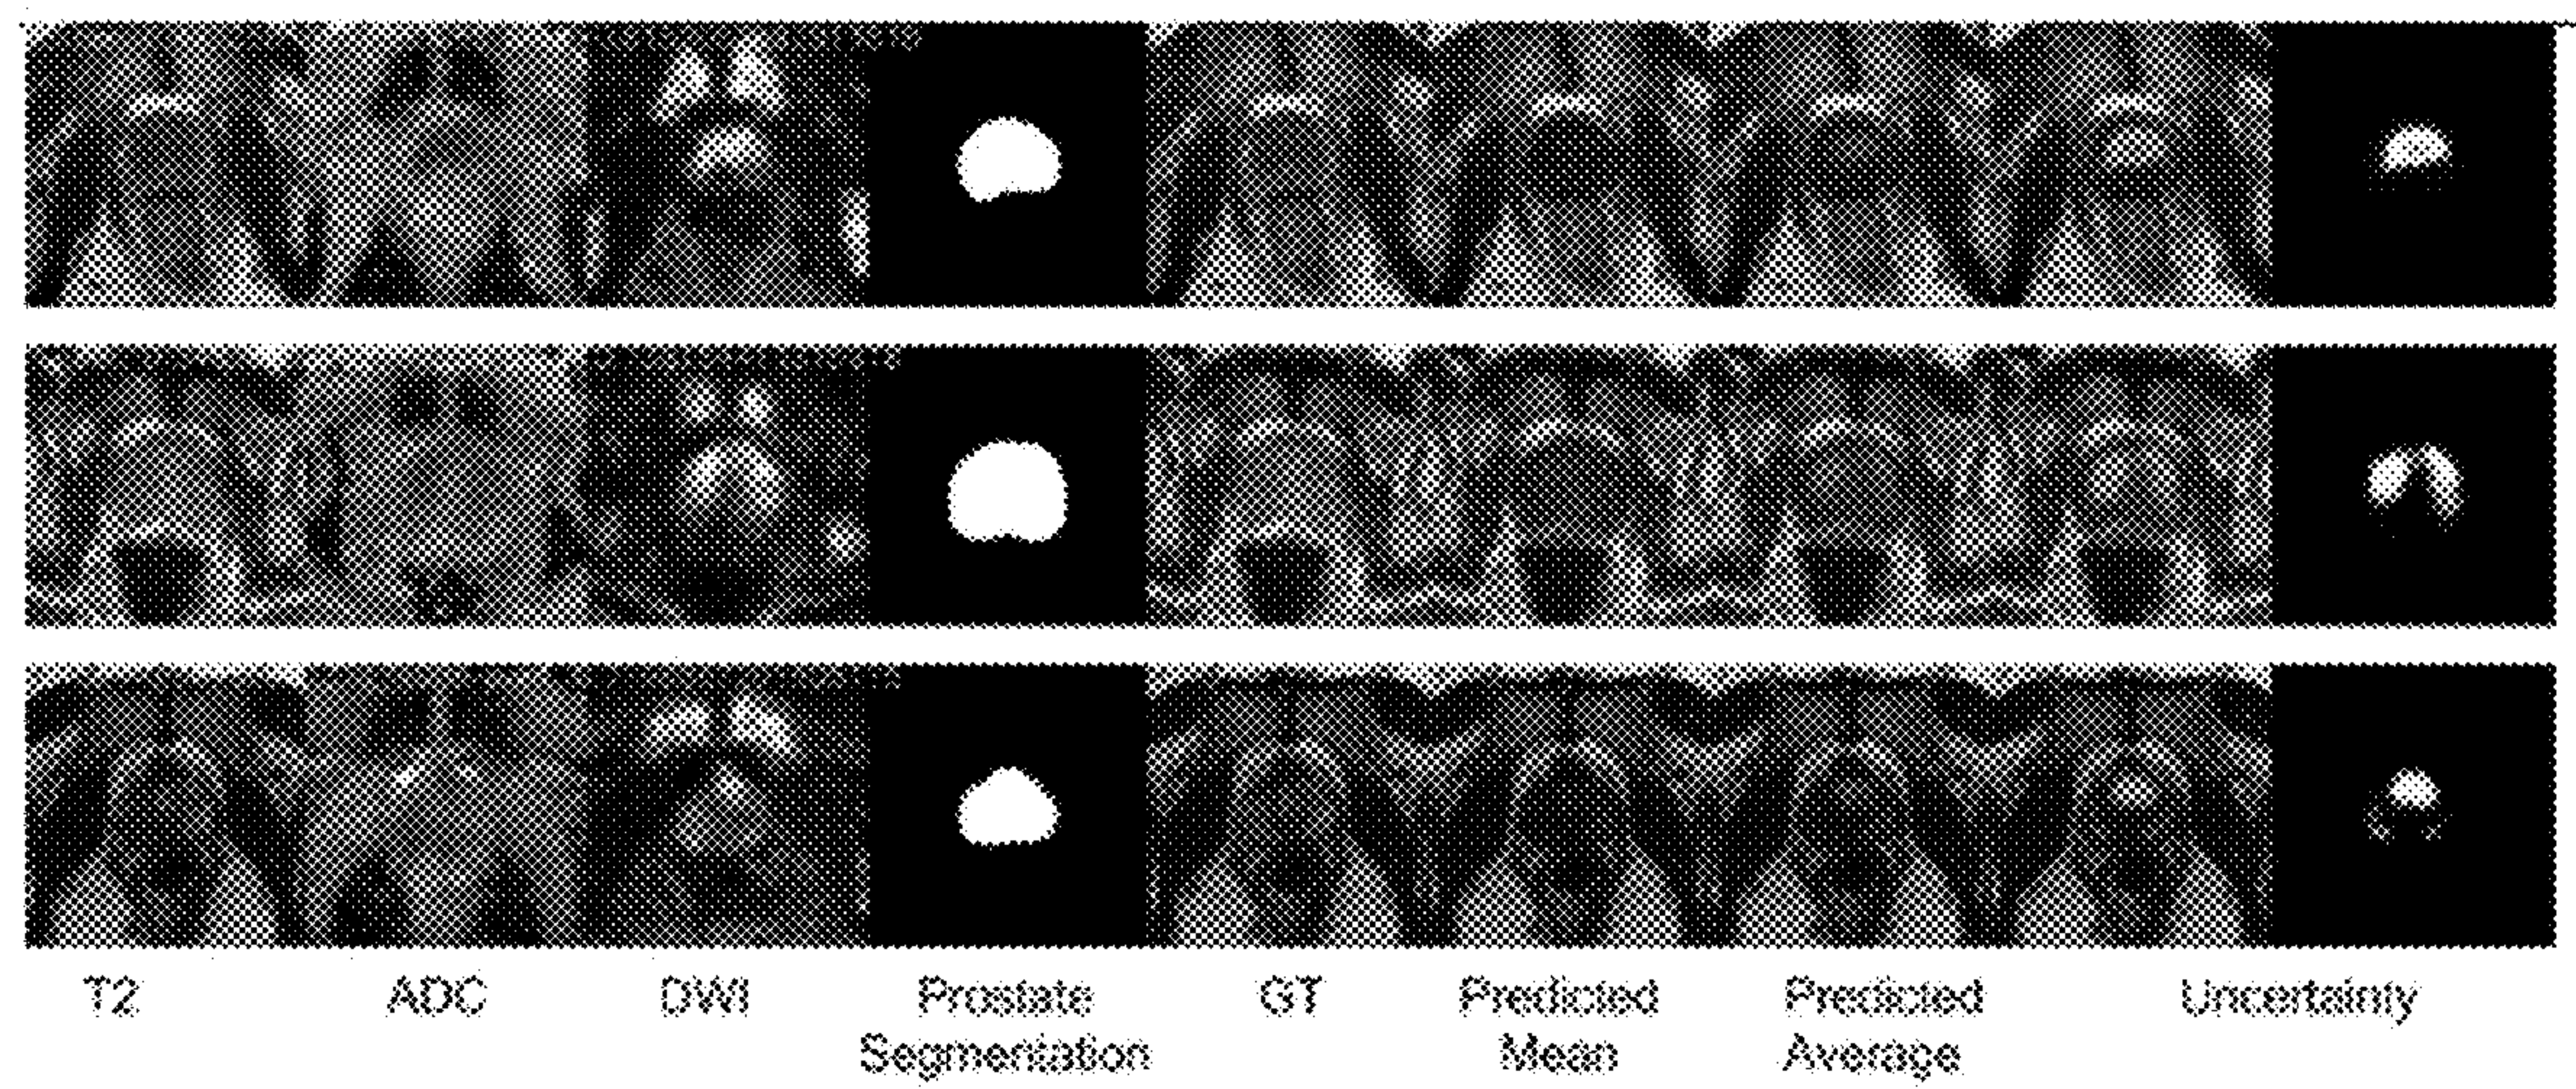 T2 ADC DWI Prostate GT Predicted Predicted Uncertainty
Segmentation Mean Average